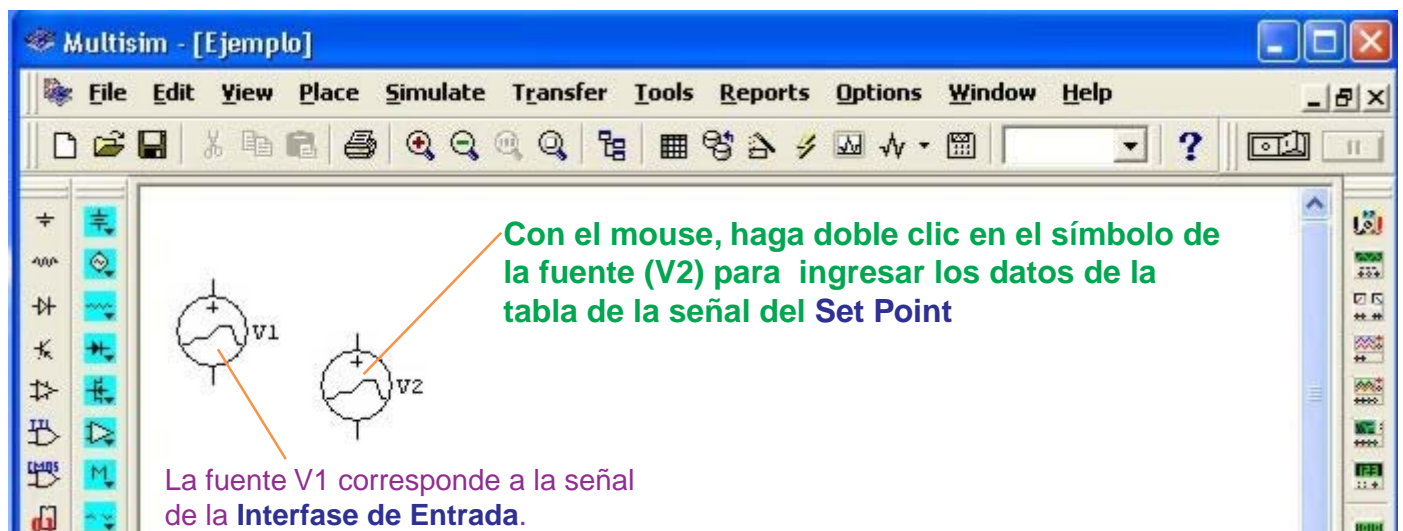 Multisim - [Ejemplo]
File Edit View Place Simulate Transfer Tools Reports Options Window Help
Con el mouse, haga doble clic en el símbolo de
la fuente (V2) para ingresar los datos de la
tabla de la señal del Set Point
V1
V2
La fuente V1 corresponde a la señal
de la Interfase de Entrada.
TTL
CMOS
M